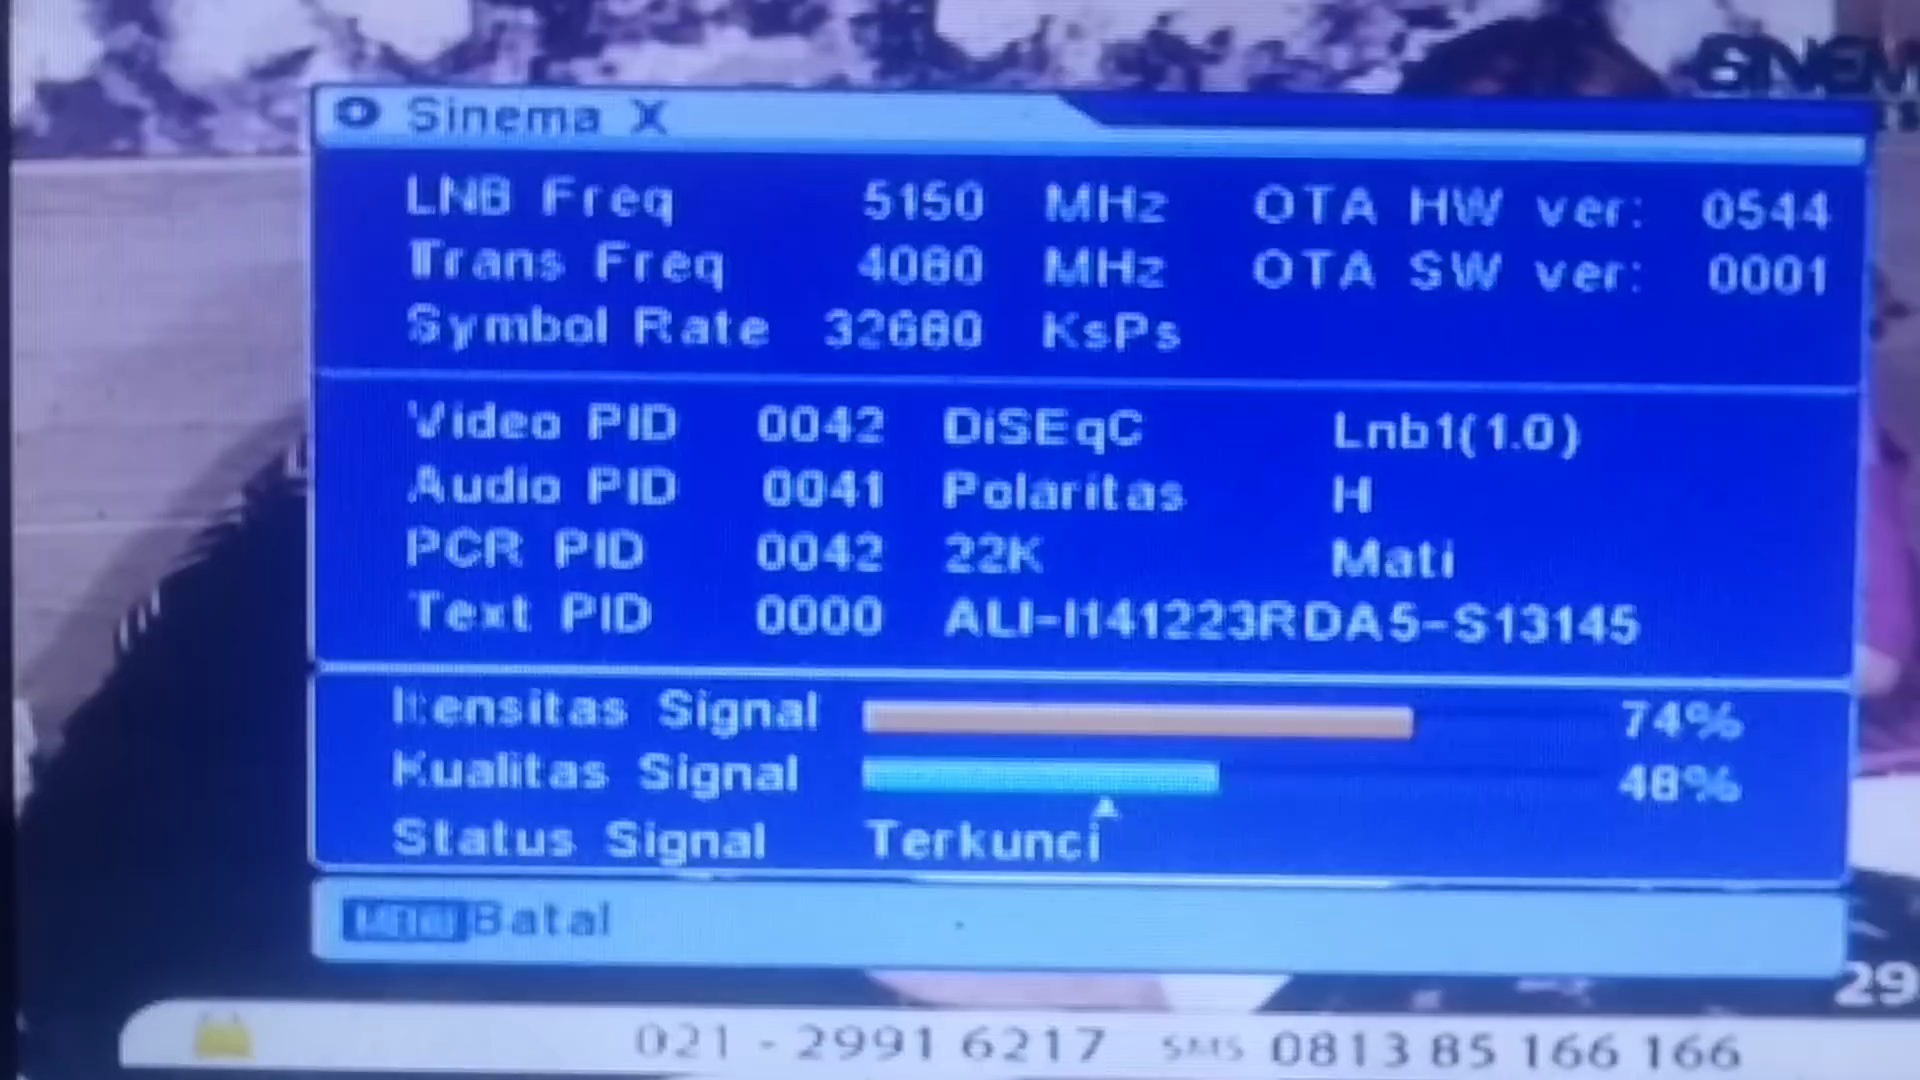 Sinema X
LNB Freq 5150 MHz OTA HW ver: 0544
Trans Freq 4080 MHz OTA SW ver: 0001
Symbol Rate 32680 KsPs
Video PID 0042 DiSEqC Lnb1(1.0)
Audio PID 0041 Polaritas H
PCR PID 0042 22K Mati
Text PID 0000 ALI-I141223RDA5-S13145
Itensitas Signal 74%
Kualitas Signal 48%
Status Signal Terkunci
Batal
29
021 - 2991 6217 SMS 0813 85 166 166